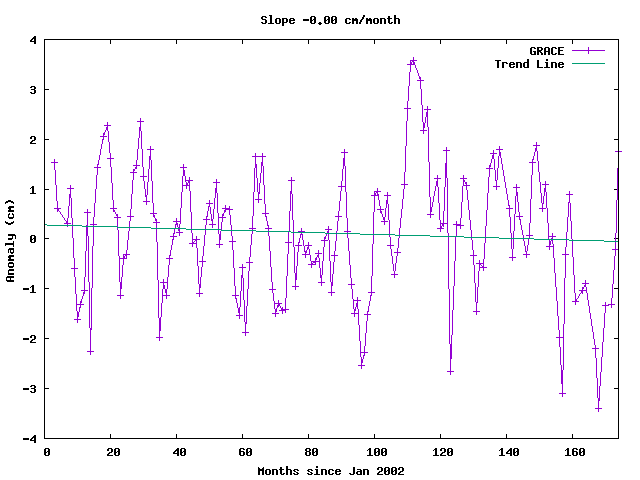 Slope -0.00 cm/month
GRACE
Trend Line
4
3
2
1
0
-1
-2
-3
-4
Anomaly (cm)
0 20 40 60 80 100 120 140 160
Months since Jan 2002